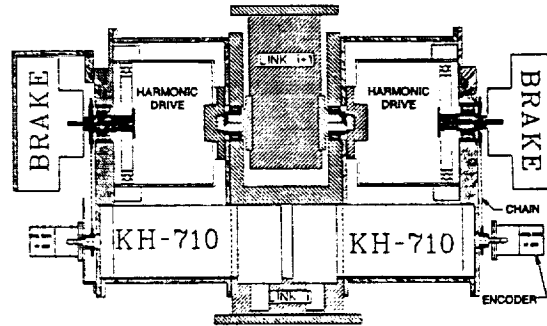 LINK i+1
HARMONIC
DRIVE
HARMONIC
DRIVE
BRAKE
BRAKE
CHAIN
KH-710
KH-710
LINK i
ENCODER